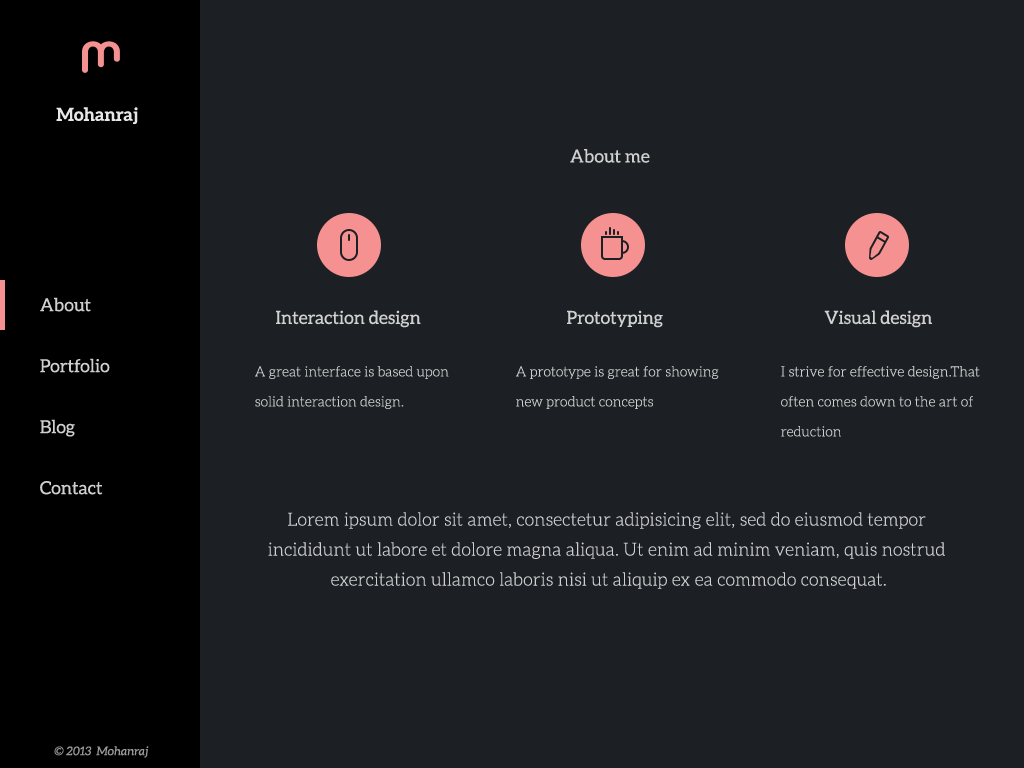 m
Mohanraj
About
Portfolio
Blog
Contact
© 2013 Mohanraj
About me
Interaction design
A great interface is based upon
solid interaction design.
Prototyping
A prototype is great for showing
new product concepts
Visual design
I strive for effective design.That
often comes down to the art of
reduction
Lorem ipsum dolor sit amet, consectetur adipisicing elit, sed do eiusmod tempor
incididunt ut labore et dolore magna aliqua. Ut enim ad minim veniam, quis nostrud
exercitation ullamco laboris nisi ut aliquip ex ea commodo consequat.